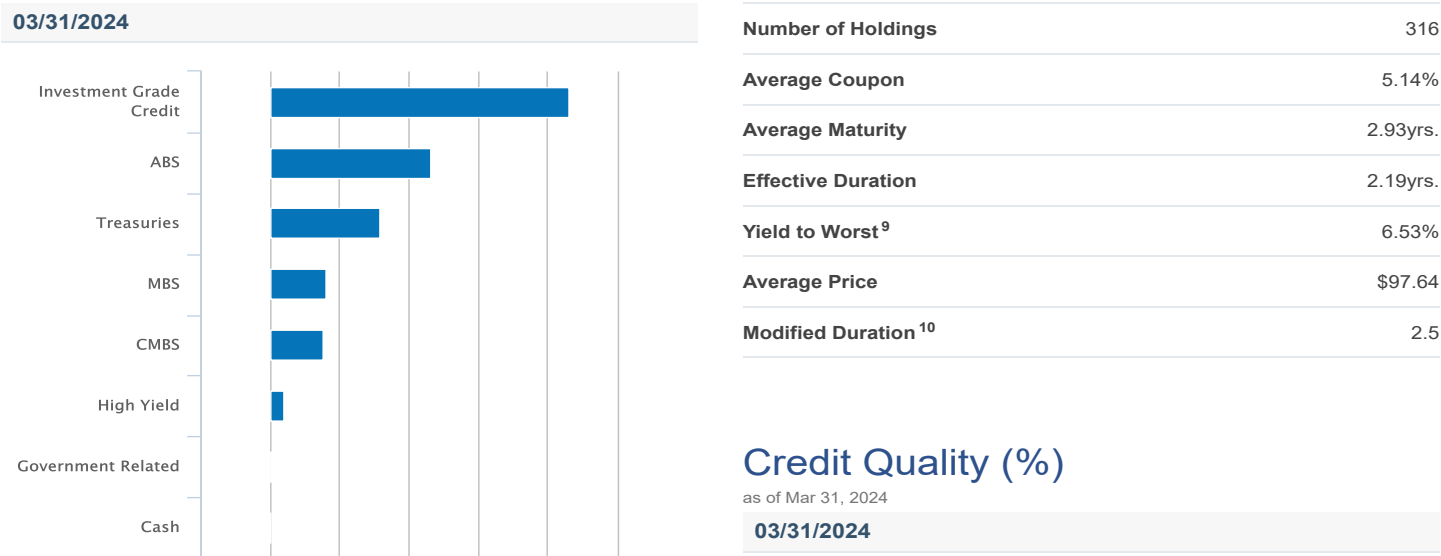 03/31/2024
Investment Grade
Credit
ABS
Treasuries
MBS
CMBS
High Yield
Government Related
Cash
Number of Holdings 316
Average Coupon 5.14%
Average Maturity 2.93yrs.
Effective Duration 2.19yrs.
Yield to Worst 9 6.53%
Average Price $97.64
Modified Duration 10 2.5
Credit Quality (%)
as of Mar 31, 2024
03/31/2024